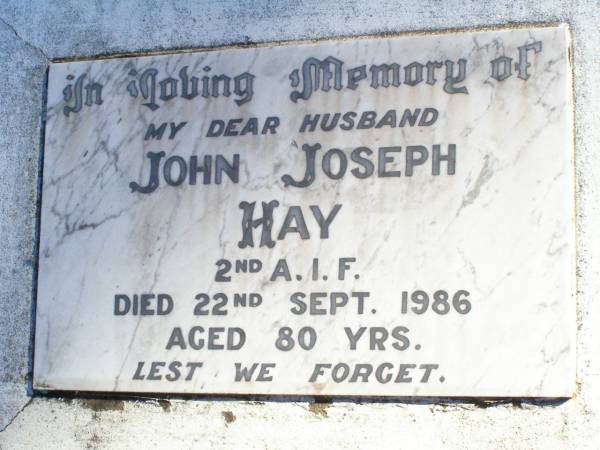 In Loving Memory of
MY DEAR HUSBAND
JOHN JOSEPH
HAY
2ND A.I.F.
DIED 22ND SEPT. 1986
AGED 80 YRS.
LEST WE FORGET.